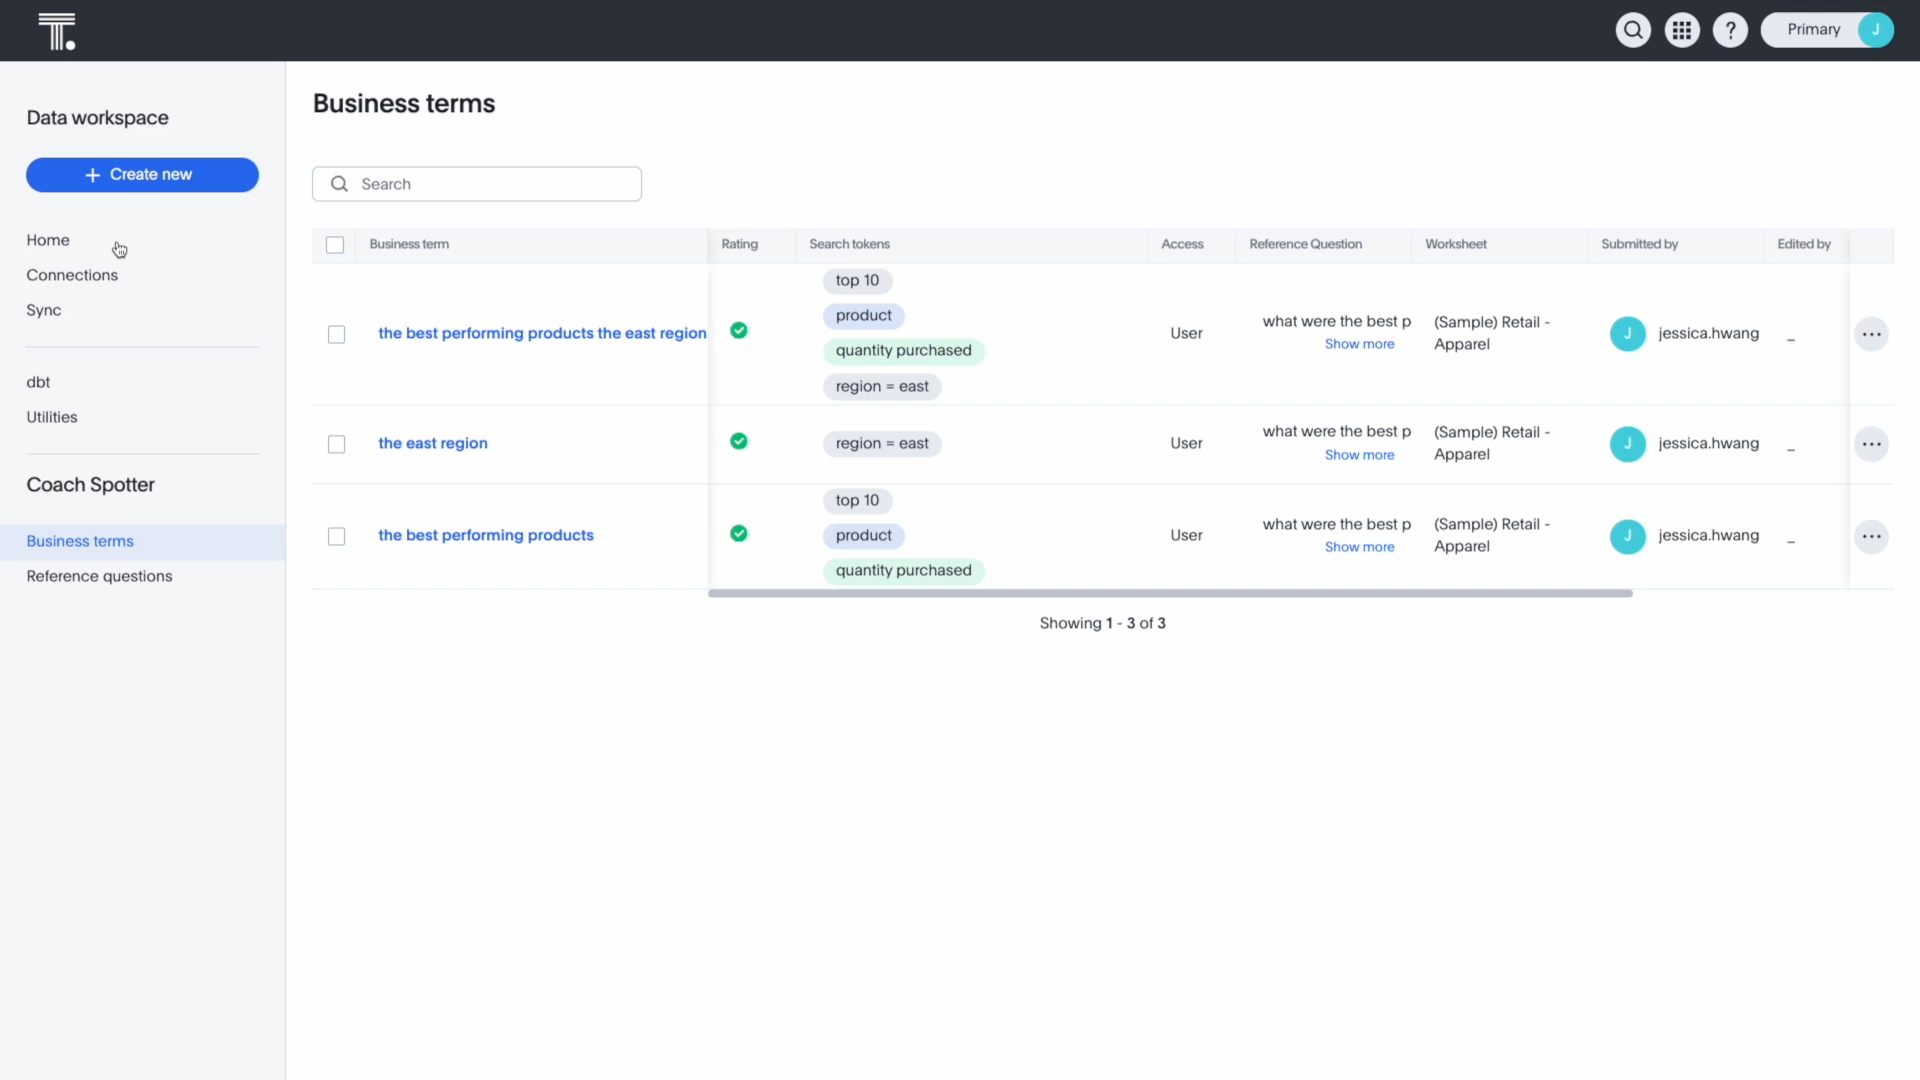 T.
?
Primary
J
Data workspace
+ Create new
Home
Connections
Sync
dbt
Utilities
Coach Spotter
Business terms
Reference questions
Business terms
Search
Business term
Rating
Search tokens
Access
Reference Question
Worksheet
Submitted by
Edited by
the best performing products the east region
top 10
product
quantity purchased
region = east
User
what were the best p
Show more
(Sample) Retail -
Apparel
J
jessica.hwang
_
the east region
region = east
User
what were the best p
Show more
(Sample) Retail -
Apparel
J
jessica.hwang
_
the best performing products
top 10
product
quantity purchased
User
what were the best p
Show more
(Sample) Retail -
Apparel
J
jessica.hwang
_
Showing 1 - 3 of 3